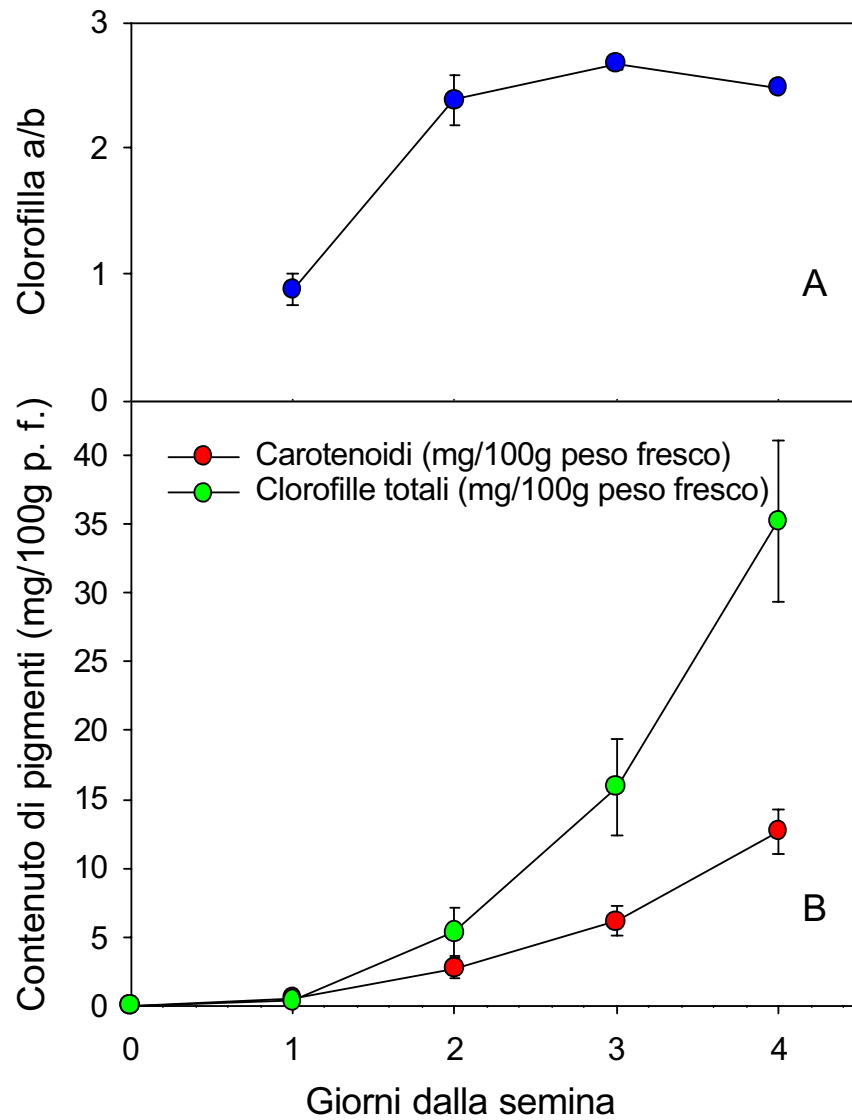 3
2
1
0
Clorofilla a/b
A
40
35
30
25
20
15
10
5
0
Contenuto di pigmenti (mg/100g p. f.)
Carotenoidi (mg/100g peso fresco)
Clorofille totali (mg/100g peso fresco)
B
0 1 2 3 4
Giorni dalla semina